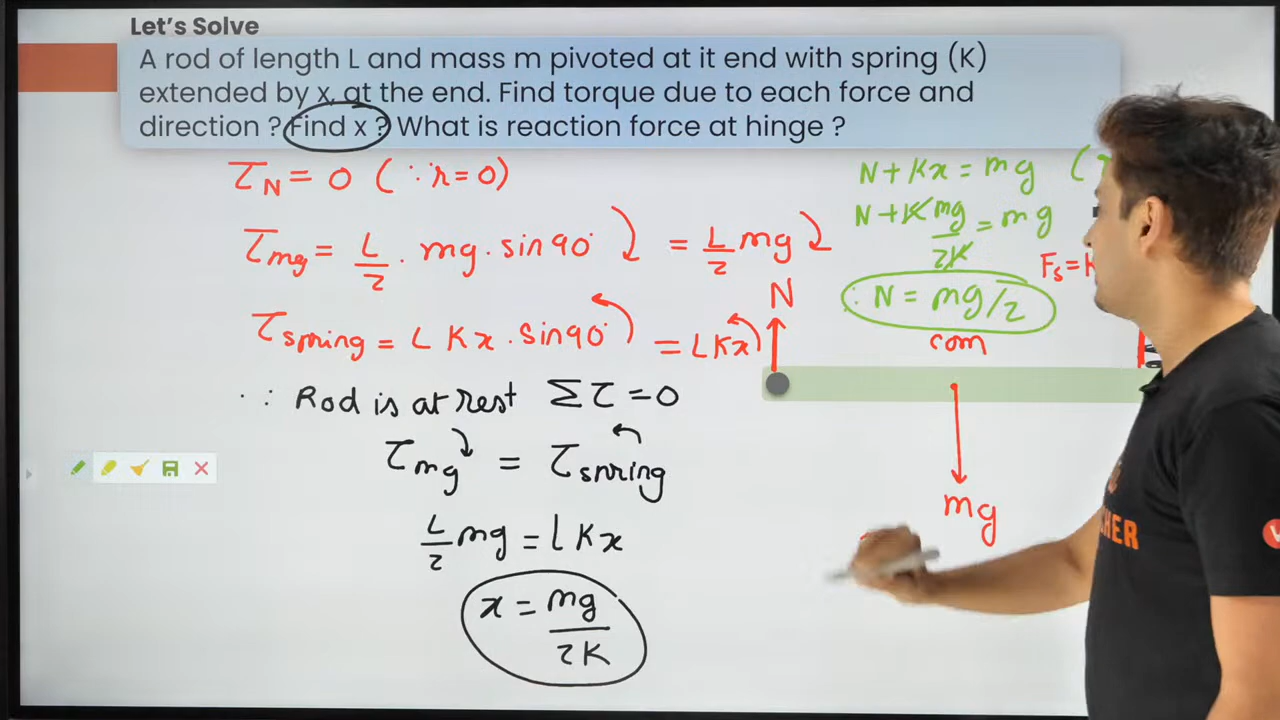 Let's Solve
A rod of length L and mass m pivoted at it end with spring (K)
extended by x, at the end. Find torque due to each force and
direction ? Find x ? What is reaction force at hinge ?
τN = 0 (∵ r=0)
τmg = L/2 . mg . sin90° ⤵ = L/2 mg ⤵
τspring = L Kx . sin90° = LKx
∵ Rod is at rest Στ = 0
τmg = τspring
L/2 mg = LKx
x = mg/2K
N + Kx = mg (
N + K mg/2K = mg
∴ N = mg/2
Fs = K
N
com
mg
CHER